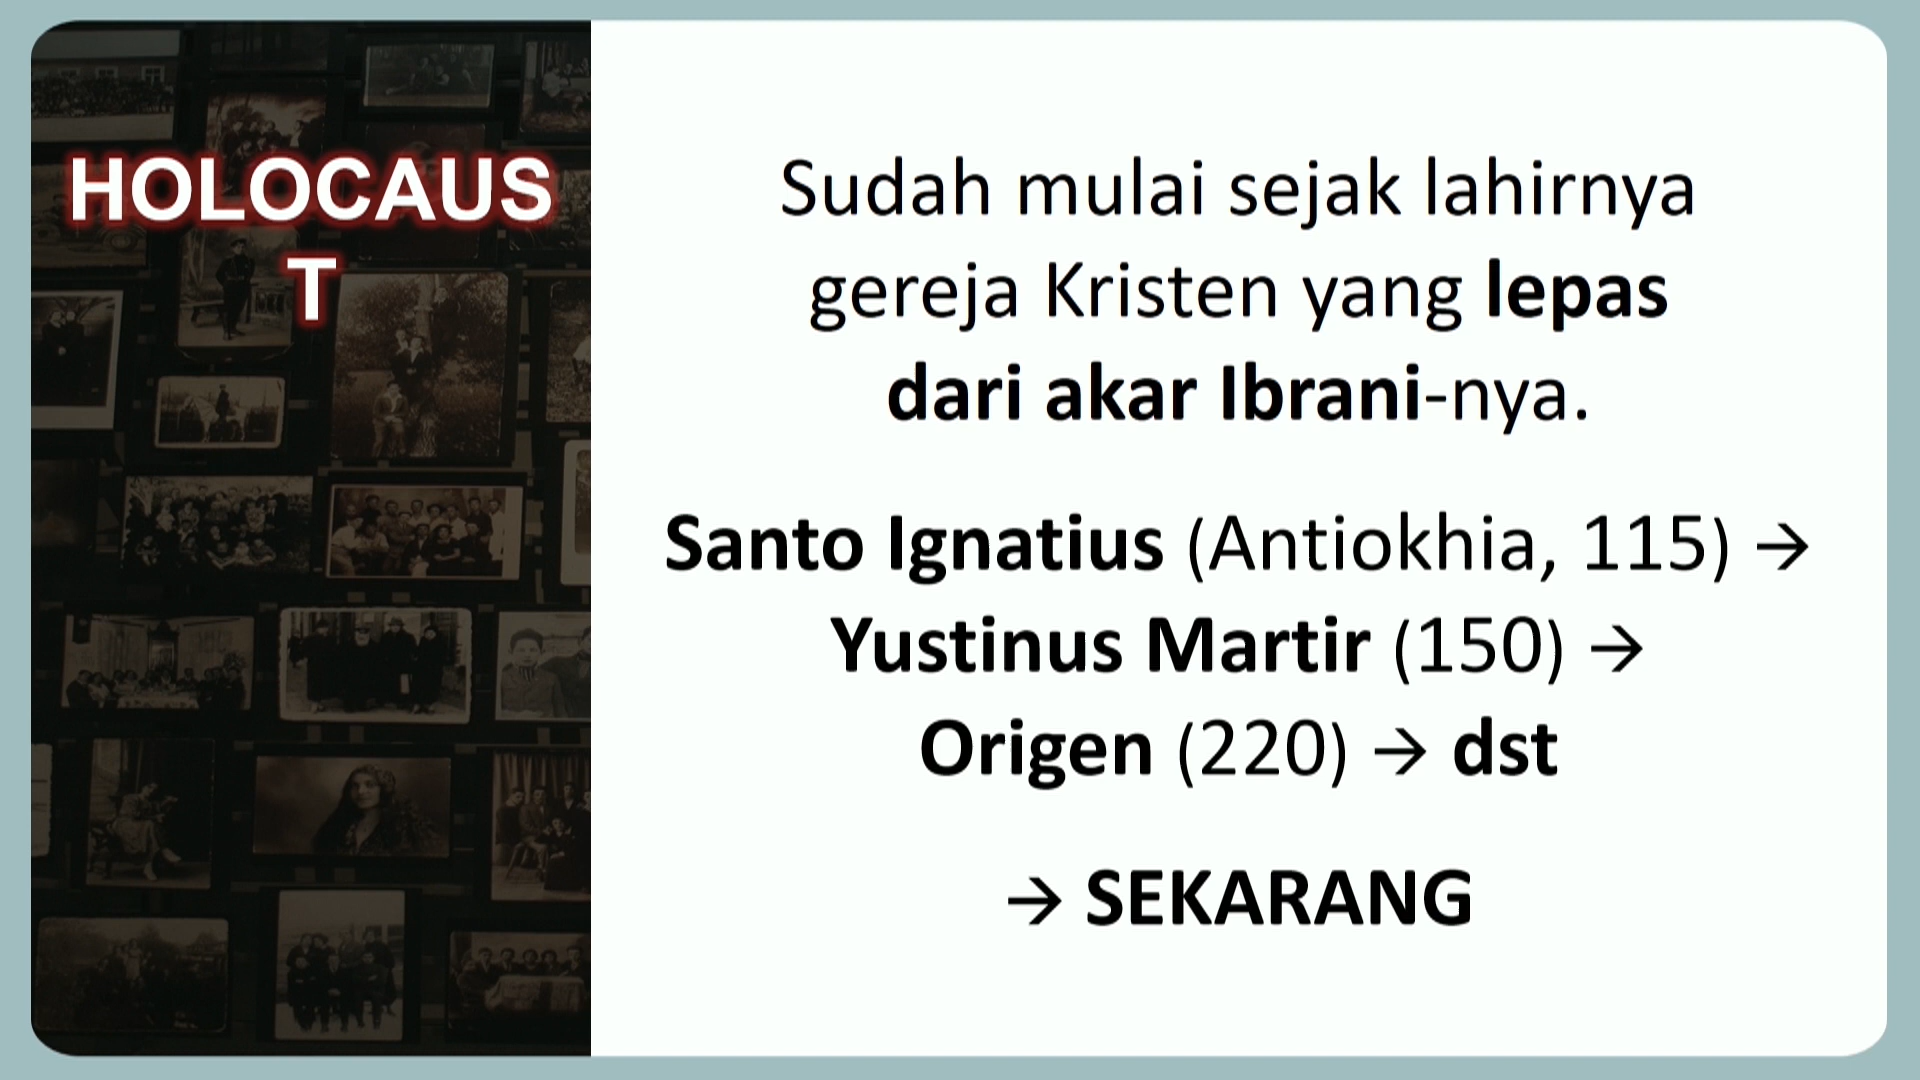 HOLOCAUS
T
Sudah mulai sejak lahirnya
gereja Kristen yang lepas
dari akar Ibrani-nya.
Santo Ignatius (Antiokhia, 115) →
Yustinus Martir (150) →
Origen (220) → dst
→ SEKARANG